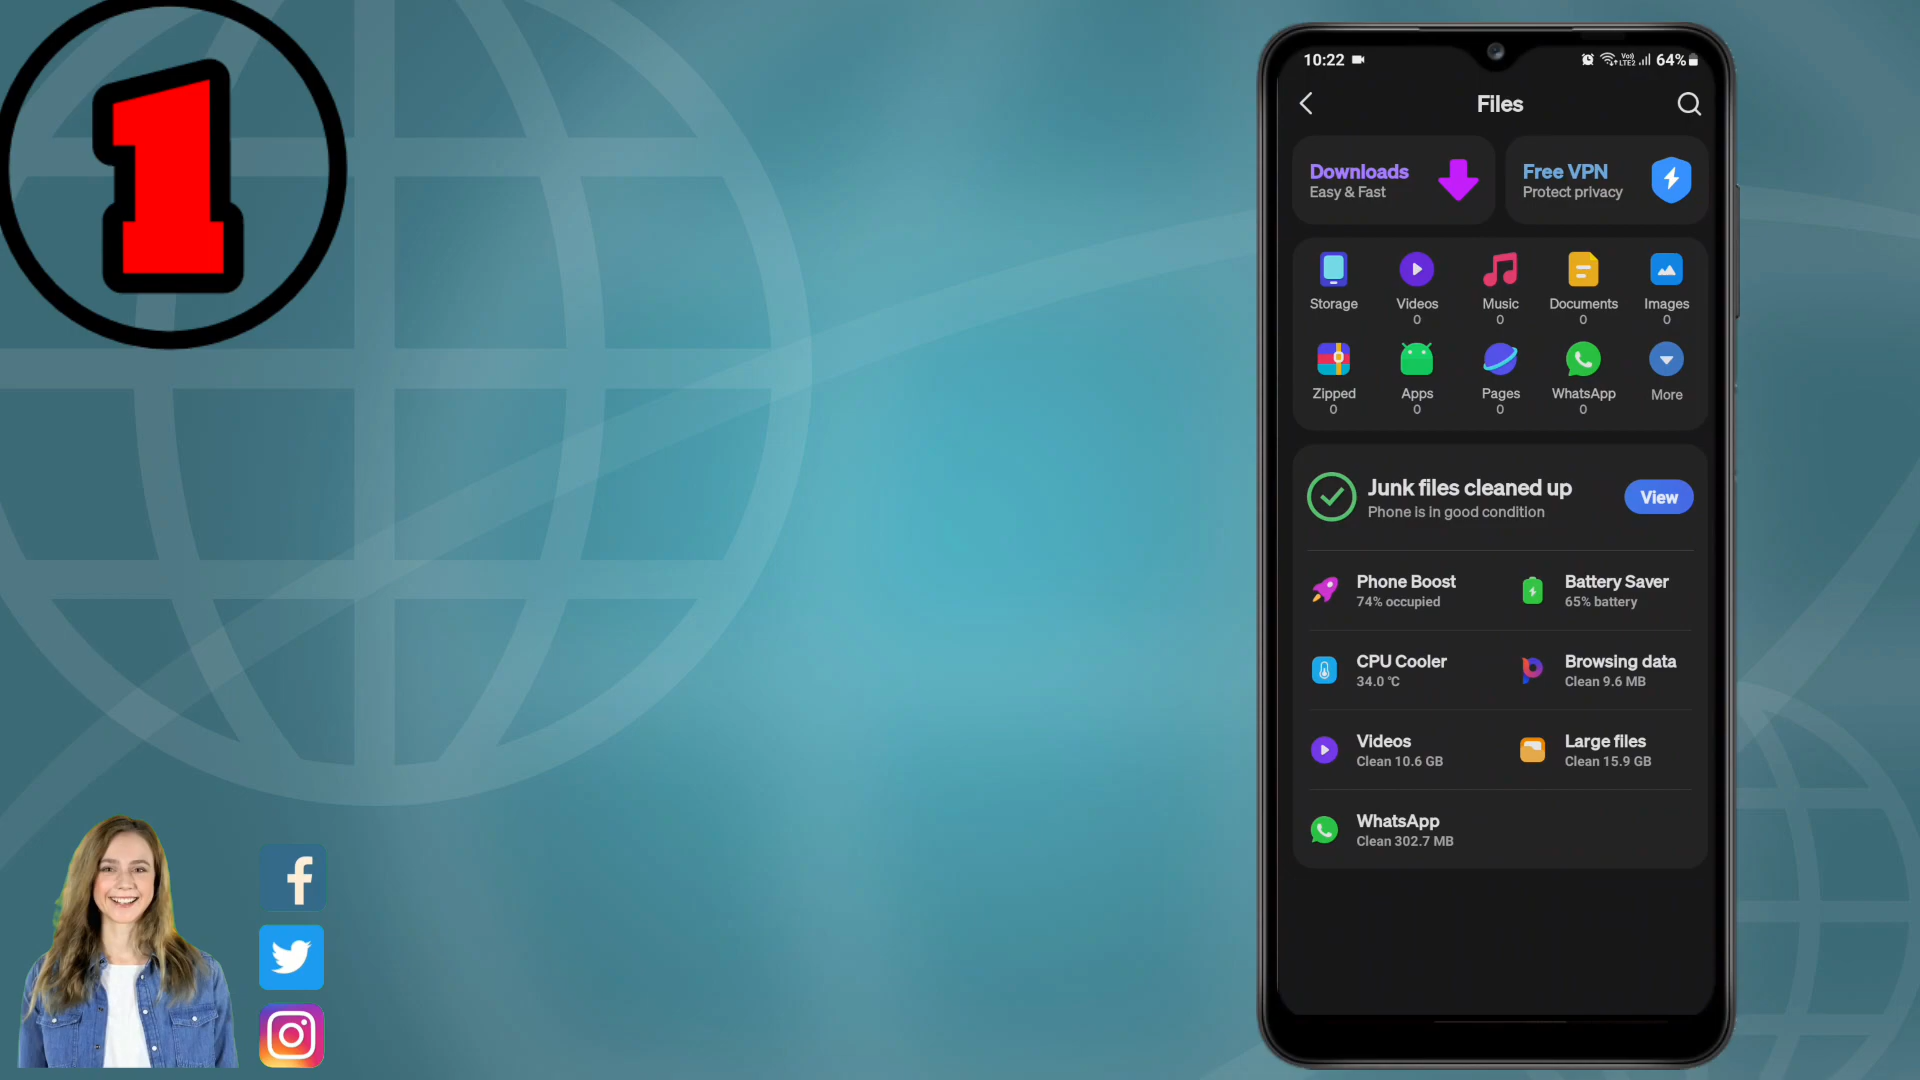 1
10:22
Vo)) LTE2 64%
Files
Downloads
Easy & Fast
Free VPN
Protect privacy
Storage
Videos
0
Music
0
Documents
0
Images
0
Zipped
0
Apps
0
Pages
0
WhatsApp
0
More
Junk files cleaned up
Phone is in good condition
View
Phone Boost
74% occupied
Battery Saver
65% battery
CPU Cooler
34.0 ℃
Browsing data
Clean 9.6 MB
Videos
Clean 10.6 GB
Large files
Clean 15.9 GB
WhatsApp
Clean 302.7 MB